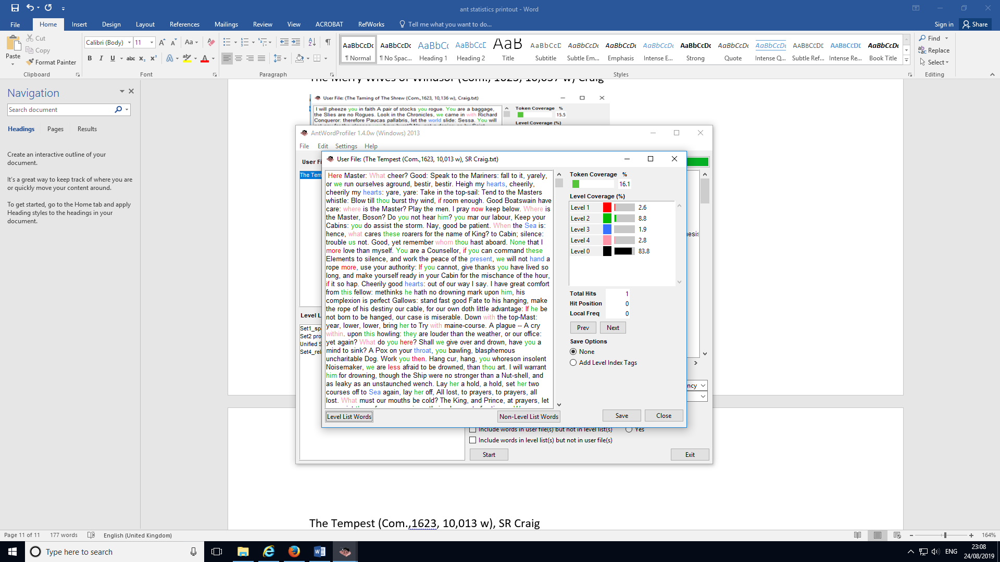 ant statistics printout - Word
File Home Insert Design Layout References Mailings Review View ACROBAT RefWorks Tell me what you want to do... Sign in Share
Paste
Cut
Copy
Format Painter
Calibri (Body) 11
AaBbCcDc AaBbCcDc AaBbCc AaBbCcD AaB AaBbCcD AaBbCcDc AaBbCcDc AaBbCcDc AaBbCcDc AaBbCcDc AaBbCcDc AABBCCDE AABBCCDE AaBbCcDc
¶ Normal ¶ No Spac... Heading 1 Heading 2 Title Subtitle Subtle Em... Emphasis Intense E... Strong Quote Intense Q... Subtle Ref... Intense Re... Book Title
Find
Replace
Select
Clipboard Font Paragraph Styles Editing
Navigation
Search document
Headings Pages Results
Create an interactive outline of your
document.
It's a great way to keep track of where you are
or quickly move your content around.
To get started, go to the Home tab and apply
Heading styles to the headings in your
document.
The Merry Wives of Windsor (Com., 1623, 10,037 w) Craig
User File: (The Taming of The Shrew (Com.,1623, 10,136 w), Craig.txt)
I will pheeze you in faith A pair of stocks you rogue. You are a baggage,
the Slies are no Rogues. Look in the Chronicles, we came in with Richard
Conqueror: therefore Paucas pallabris, let the world slide: Sessa. You will
Token Coverage %
15.5
Level Coverage (%)
AntWordProfiler 1.4.0w (Windows) 2013
File Edit Settings Help
User Fi
The Tem
Level L
Set1_sp
Set2 pro
Unified S
Set4_rel
User File: (The Tempest (Com.,1623, 10,013 w), SR Craig.txt)
Here Master: What cheer? Good: Speak to the Mariners: fall to it, yarely,
or we run ourselves aground, bestir, bestir. Heigh my hearts, cheerily,
cheerily my hearts: yare, yare: Take in the top-sail: Tend to the Masters
whistle: Blow till thou burst thy wind, if room enough. Good Boatswain have
care: where is the Master? Play the men. I pray now keep below. Where is
the Master, Boson? Do you not hear him? you mar our labour, Keep your
Cabins: you do assist the storm. Nay, good be patient. When the Sea is:
hence, what cares these roarers for the name of King? to Cabin; silence:
trouble us not. Good, yet remember whom thou hast aboard. None that I
more love than myself. You are a Counsellor, if you can command these
Elements to silence, and work the peace of the present, we will not hand a
rope more, use your authority: If you cannot, give thanks you have lived so
long, and make yourself ready in your Cabin for the mischance of the hour,
if it so hap. Cheerily good hearts: out of our way I say. I have great comfort
from this fellow: methinks he hath no drowning mark upon him, his
complexion is perfect Gallows: stand fast good Fate to his hanging, make
the rope of his destiny our cable, for our own doth little advantage: If he be
not born to be hanged, our case is miserable. Down with the top-Mast:
year, lower, lower, bring her to Try with maine-course. A plague -- A cry
within. upon this howling: they are louder than the weather, or our office:
yet again? What do you here? Shall we give over and drown, have you a
mind to sink? A Pox on your throat, you bawling, blasphemous
uncharitable Dog. Work you then. Hang cur, hang, you whoreson insolent
Noisemaker, we are less afraid to be drowned, than thou art. I will warrant
him for drowning, though the Ship were no stronger than a Nut-shell, and
as leaky as an unstaunched wench. Lay her a hold, a hold, set her two
courses off to Sea again, lay her off, All lost, to prayers, to prayers, all
lost. What must our mouths be cold? The King, and Prince, at prayers, let
Token Coverage %
16.1
Level Coverage (%)
Level 1 2.6
Level 2 8.8
Level 3 1.9
Level 4 2.8
Level 0 83.8
Total Hits 1
Hit Position 0
Local Freq 0
Prev Next
Save Options
None
Add Level Index Tags
Level List Words Non-Level List Words Save Close
nesis
ncy
Include words in user file(s) but not in level list(s) Yes
Include words in level list(s) but not in user file(s)
Start Exit
The Tempest (Com.,1623, 10,013 w), SR Craig
Page 11 of 11 177 words English (United Kingdom) 164%
Type here to search
ENG
23:08
24/08/2019